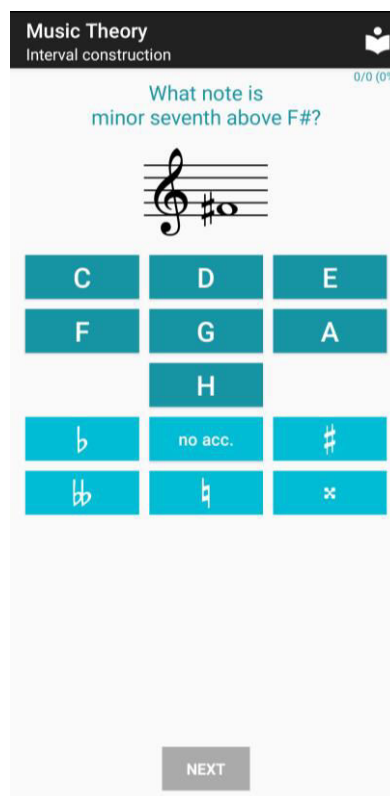 Music Theory
Interval construction
0/0 (0%
What note is
minor seventh above F#?
C D E
F G A
H
♭ no acc. ♯
𝄫 ♮ 𝄪
NEXT